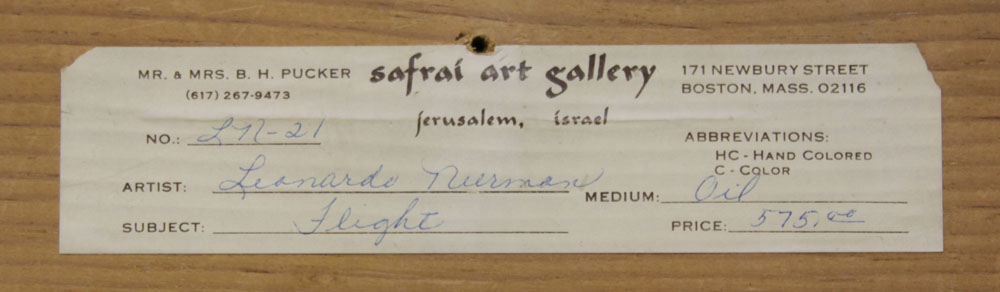 MR. & MRS. B. H. PUCKER safrai art gallery 171 NEWBURY STREET
(617) 267-9473 BOSTON, MASS. 02116
jerusalem, israel
NO.: LN-21 ABBREVIATIONS:
HC - HAND COLORED
C - COLOR
ARTIST: Leonardo Nierman MEDIUM: Oil
SUBJECT: Flight PRICE: 575.00